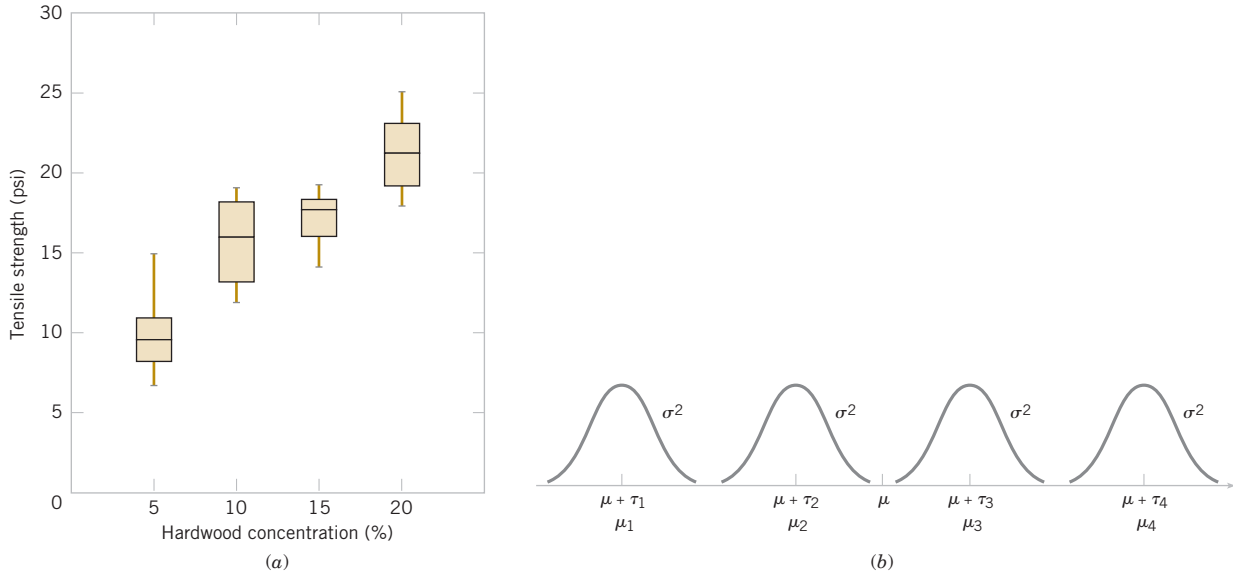 30
25
20
15
10
5
0
Tensile strength (psi)
5 10 15 20
Hardwood concentration (%)
(a)
σ² σ² σ² σ²
μ + τ₁ μ + τ₂ μ μ + τ₃ μ + τ₄
μ₁ μ₂ μ₃ μ₄
(b)